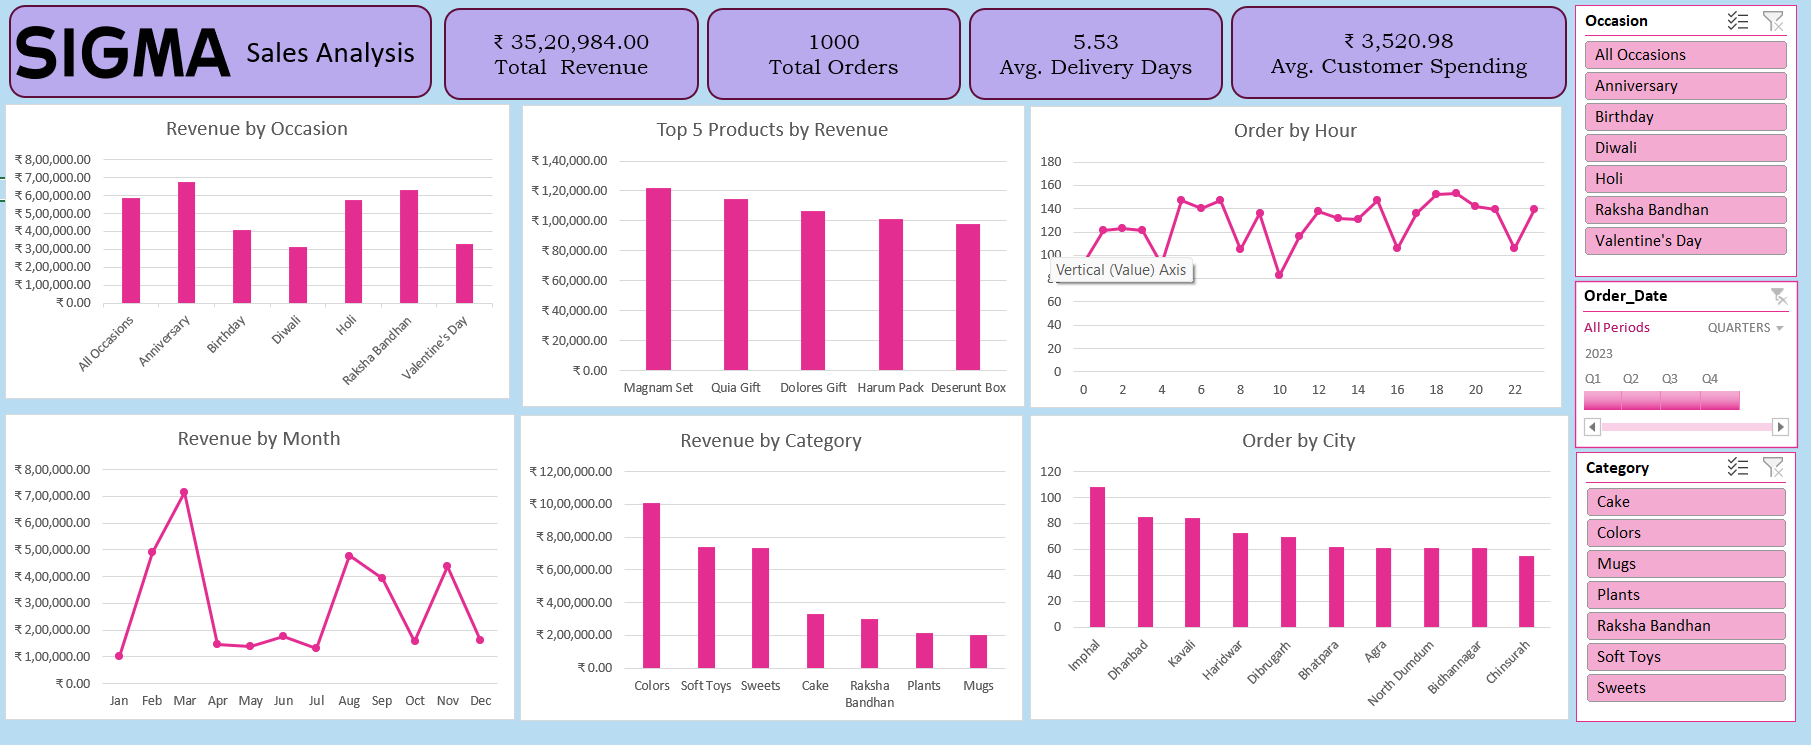 SIGMA Sales Analysis
₹ 35,20,984.00
Total Revenue
1000
Total Orders
5.53
Avg. Delivery Days
₹ 3,520.98
Avg. Customer Spending
Revenue by Occasion
₹ 8,00,000.00
₹ 7,00,000.00
₹ 6,00,000.00
₹ 5,00,000.00
₹ 4,00,000.00
₹ 3,00,000.00
₹ 2,00,000.00
₹ 1,00,000.00
₹ 0.00
All Occasions
Anniversary
Birthday
Diwali
Holi
Raksha Bandhan
Valentine's Day
Top 5 Products by Revenue
₹ 1,40,000.00
₹ 1,20,000.00
₹ 1,00,000.00
₹ 80,000.00
₹ 60,000.00
₹ 40,000.00
₹ 20,000.00
₹ 0.00
Magnam Set Quia Gift Dolores Gift Harum Pack Deserunt Box
Order by Hour
180
160
140
120
100
Vertical (Value) Axis
60
40
20
0
0 2 4 6 8 10 12 14 16 18 20 22
Revenue by Month
₹ 8,00,000.00
₹ 7,00,000.00
₹ 6,00,000.00
₹ 5,00,000.00
₹ 4,00,000.00
₹ 3,00,000.00
₹ 2,00,000.00
₹ 1,00,000.00
₹ 0.00
Jan Feb Mar Apr May Jun Jul Aug Sep Oct Nov Dec
Revenue by Category
₹ 12,00,000.00
₹ 10,00,000.00
₹ 8,00,000.00
₹ 6,00,000.00
₹ 4,00,000.00
₹ 2,00,000.00
₹ 0.00
Colors Soft Toys Sweets Cake Raksha Plants Mugs
Bandhan
Order by City
120
100
80
60
40
20
0
Imphal
Dhanbad
Kavali
Haridwar
Dibrugarh
Bhatpara
Agra
North Dumdum
Bidhannagar
Chinsurah
Occasion
All Occasions
Anniversary
Birthday
Diwali
Holi
Raksha Bandhan
Valentine's Day
Order_Date
All Periods QUARTERS
2023
Q1 Q2 Q3 Q4
Category
Cake
Colors
Mugs
Plants
Raksha Bandhan
Soft Toys
Sweets